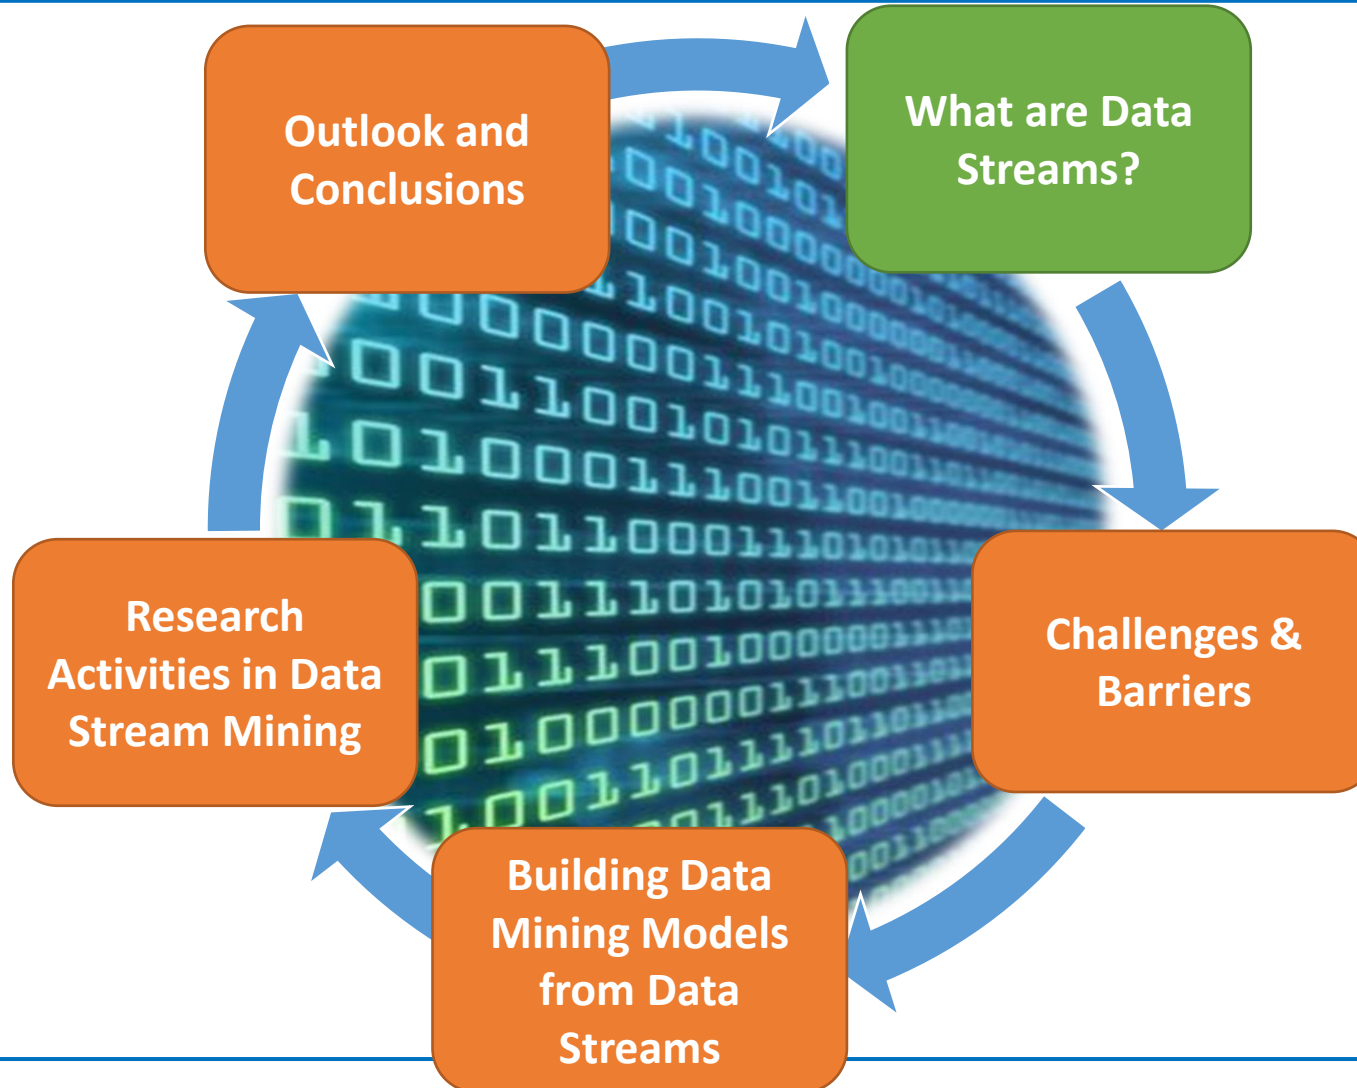 Outlook and
Conclusions
What are Data
Streams?
Challenges &
Barriers
Building Data
Mining Models
from Data
Streams
Research
Activities in Data
Stream Mining